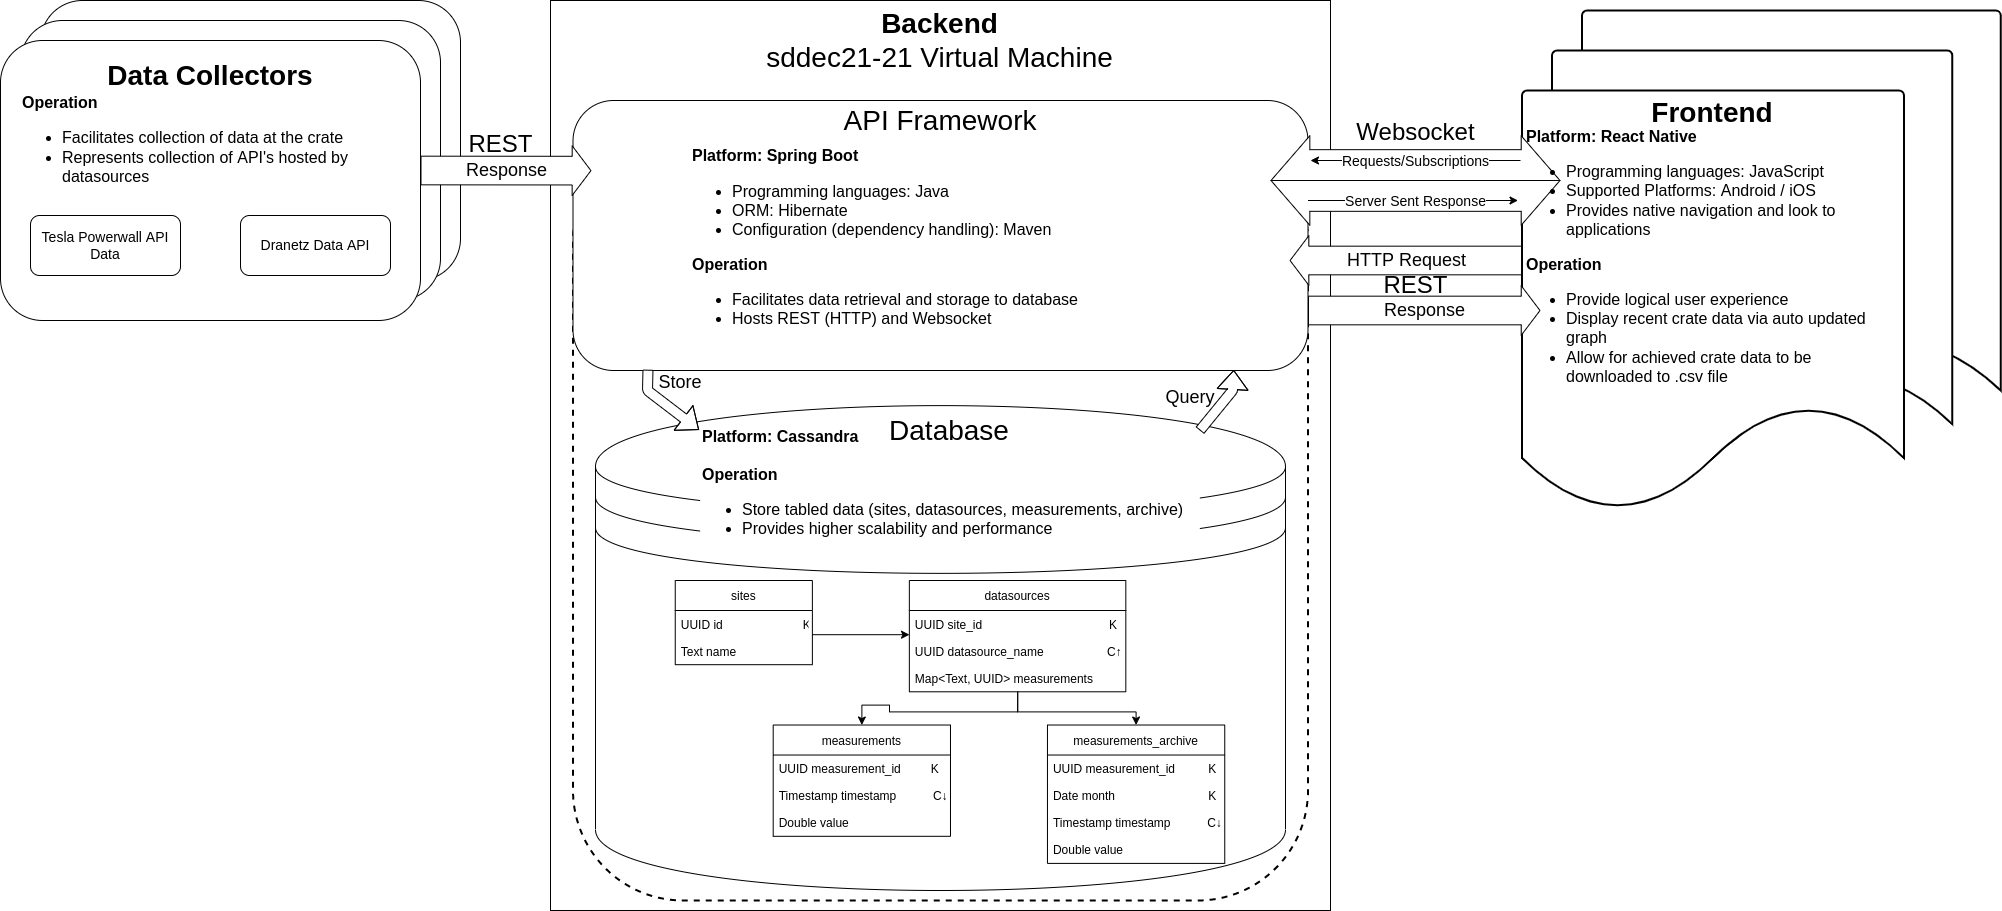 Data Collectors
Operation
Facilitates collection of data at the crate
Represents collection of API's hosted by
datasources
Tesla Powerwall API
Data
Dranetz Data API
REST
Response
Backend
sddec21-21 Virtual Machine
API Framework
Platform: Spring Boot
Programming languages: Java
ORM: Hibernate
Configuration (dependency handling): Maven
Operation
Facilitates data retrieval and storage to database
Hosts REST (HTTP) and Websocket
Store
Query
Database
Platform: Cassandra
Operation
Store tabled data (sites, datasources, measurements, archive)
Provides higher scalability and performance
sites
UUID id K
Text name
datasources
UUID site_id K
UUID datasource_name C↑
Map<Text, UUID> measurements
measurements
UUID measurement_id K
Timestamp timestamp C↓
Double value
measurements_archive
UUID measurement_id K
Date month K
Timestamp timestamp C↓
Double value
Websocket
Requests/Subscriptions
Server Sent Response
HTTP Request
REST
Response
Frontend
Platform: React Native
Programming languages: JavaScript
Supported Platforms: Android / iOS
Provides native navigation and look to
applications
Operation
Provide logical user experience
Display recent crate data via auto updated
graph
Allow for achieved crate data to be
downloaded to .csv file